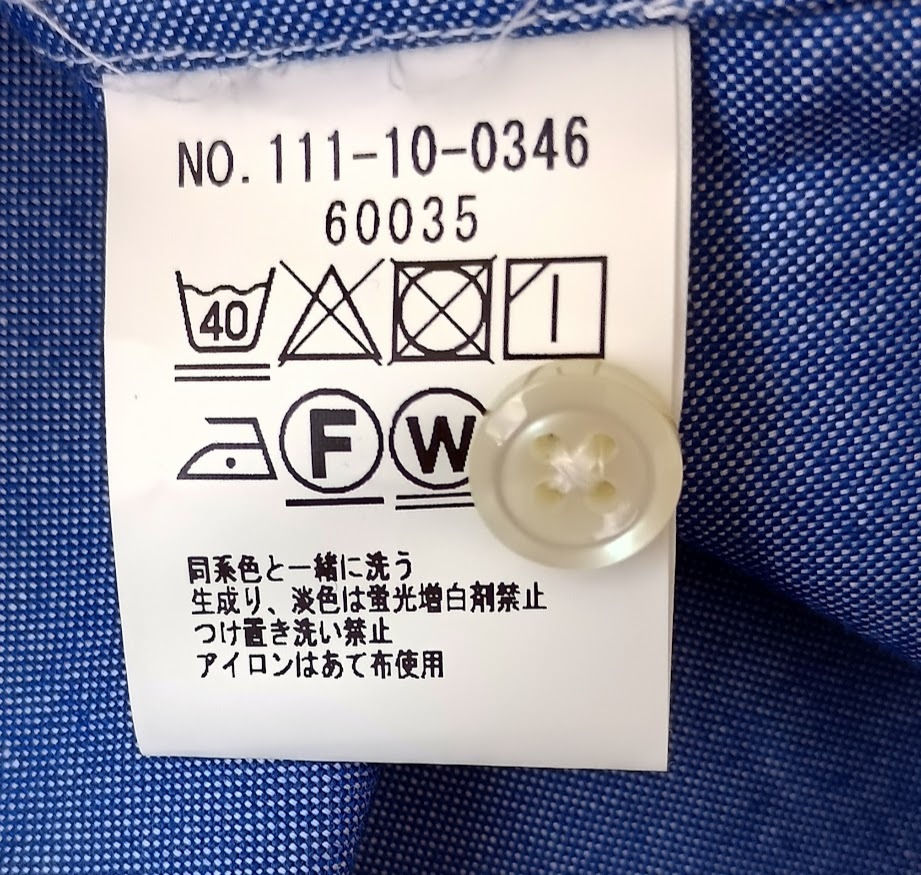 NO. 111-10-0346
60035
40
F W
同系色と一緒に洗う
生成り、淡色は蛍光増白剤禁止
つけ置き洗い禁止
アイロンはあて布使用